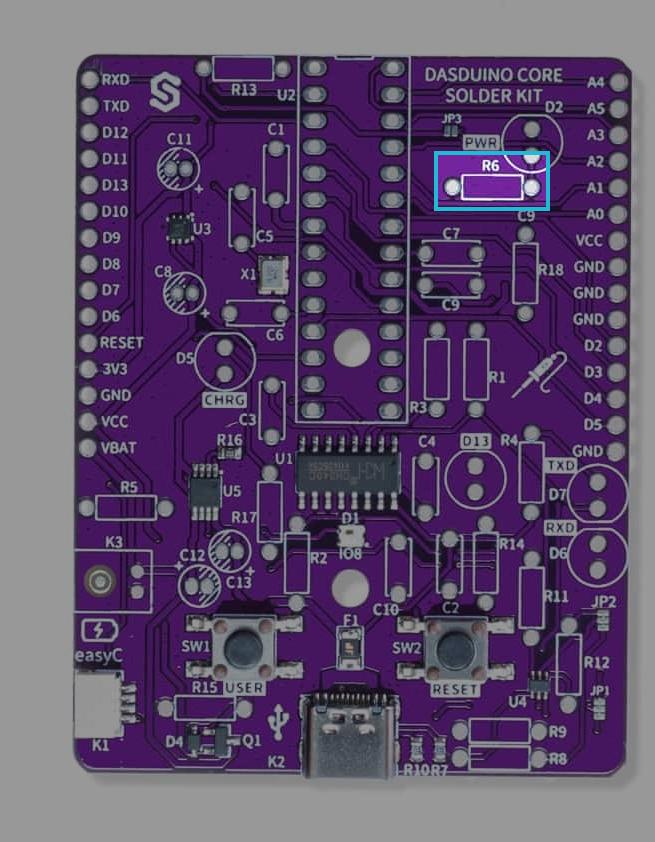 DASDUINO CORE
SOLDER KIT
RXD
TXD
D12
D11
D13
D10
D9
D8
D7
D6
RESET
3V3
GND
VCC
VBAT
R13
U2
C1
C11
U3
C5
X1
C8
C6
D5
CHRG
C3
R16
U1
U5
R5
R17
K3
C12
C13
D1
IO8
R2
C10
C2
R14
F1
SW1
USER
SW2
RESET
easyC
K1
R15
D4
Q1
K2
R10
R7
R9
R8
U4
JP1
JP2
R12
R11
D6
RXD
D7
TXD
R4
D13
C4
R3
R1
C9
C7
R18
C9
R6
PWR
JP3
D2
A4
A5
A3
A2
A1
A0
VCC
GND
GND
GND
D2
D3
D4
D5
GND